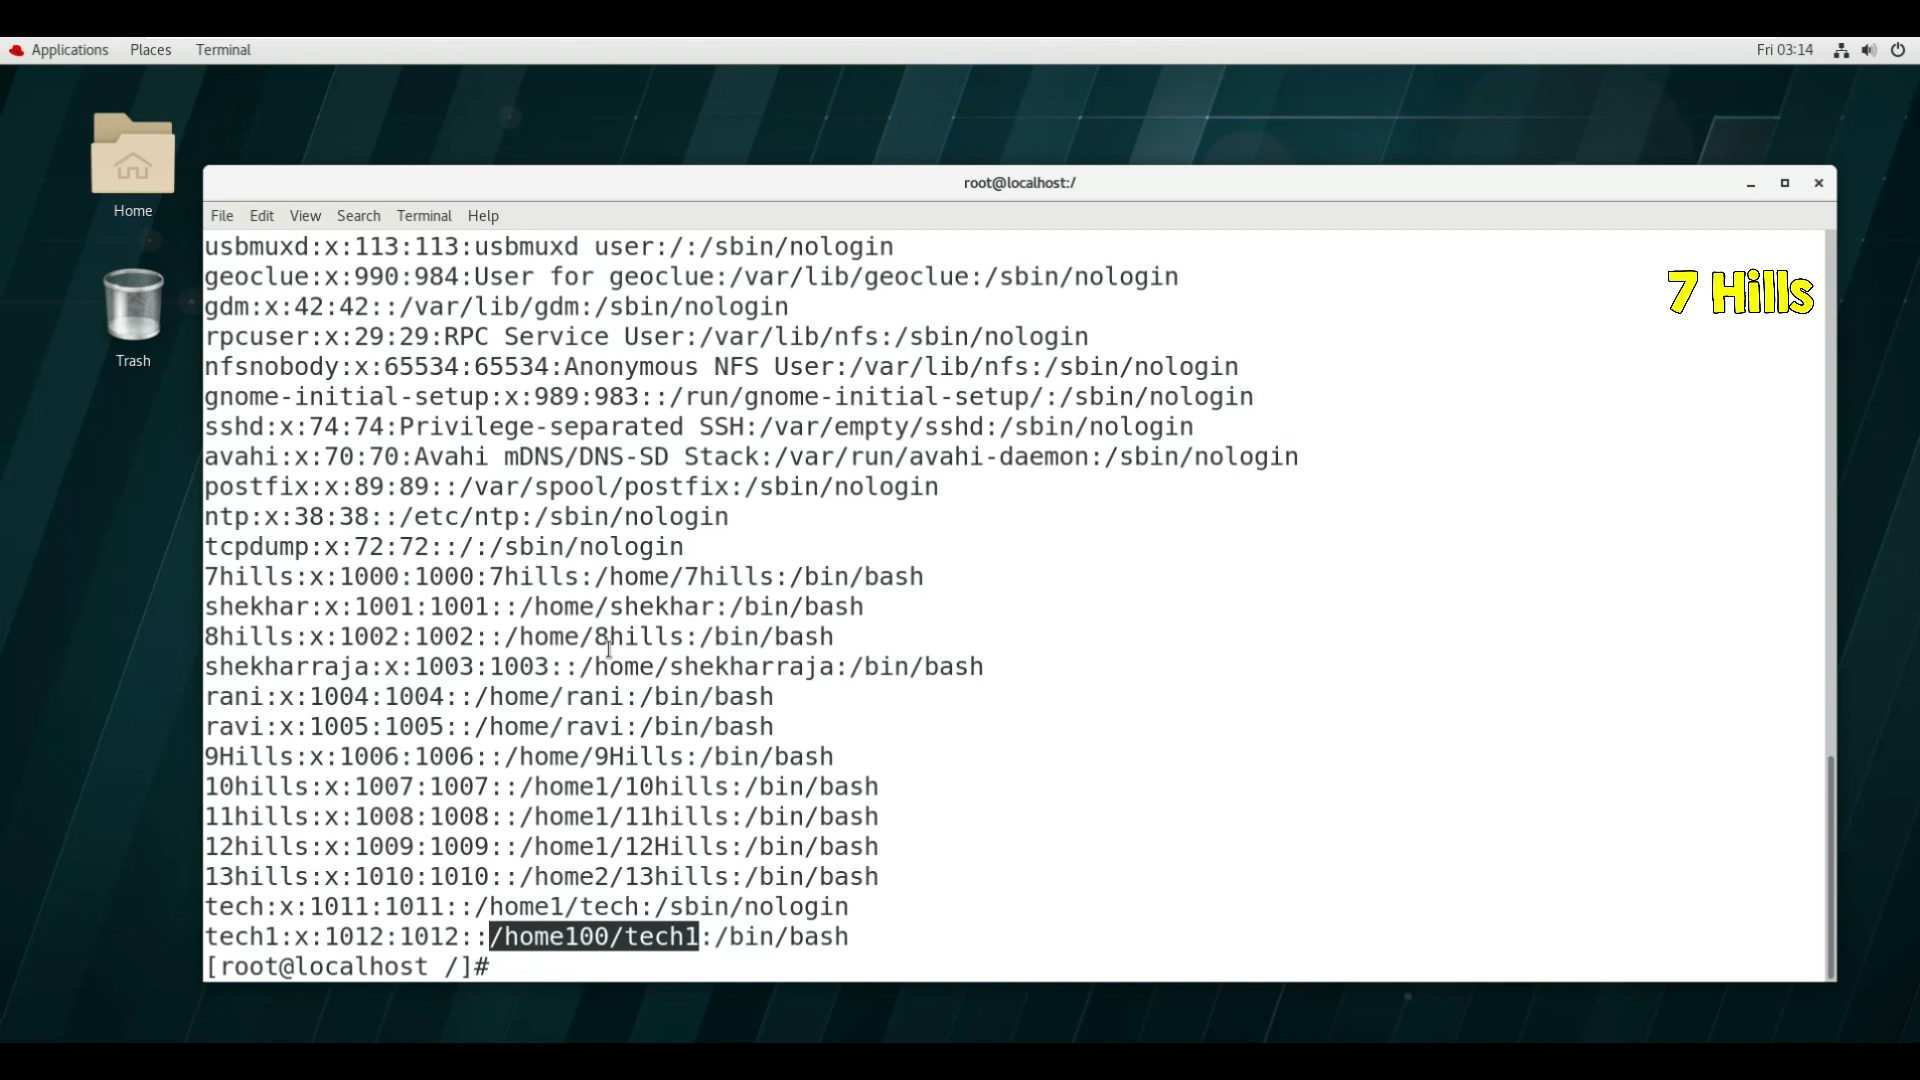 Applications Places Terminal Fri 03:14
Home
Trash
root@localhost:/
File Edit View Search Terminal Help
usbmuxd:x:113:113:usbmuxd user:/:/sbin/nologin
geoclue:x:990:984:User for geoclue:/var/lib/geoclue:/sbin/nologin
gdm:x:42:42::/var/lib/gdm:/sbin/nologin
rpcuser:x:29:29:RPC Service User:/var/lib/nfs:/sbin/nologin
nfsnobody:x:65534:65534:Anonymous NFS User:/var/lib/nfs:/sbin/nologin
gnome-initial-setup:x:989:983::/run/gnome-initial-setup/:/sbin/nologin
sshd:x:74:74:Privilege-separated SSH:/var/empty/sshd:/sbin/nologin
avahi:x:70:70:Avahi mDNS/DNS-SD Stack:/var/run/avahi-daemon:/sbin/nologin
postfix:x:89:89::/var/spool/postfix:/sbin/nologin
ntp:x:38:38::/etc/ntp:/sbin/nologin
tcpdump:x:72:72::/:/sbin/nologin
7hills:x:1000:1000:7hills:/home/7hills:/bin/bash
shekhar:x:1001:1001::/home/shekhar:/bin/bash
8hills:x:1002:1002::/home/8hills:/bin/bash
shekharraja:x:1003:1003::/home/shekharraja:/bin/bash
rani:x:1004:1004::/home/rani:/bin/bash
ravi:x:1005:1005::/home/ravi:/bin/bash
9Hills:x:1006:1006::/home/9Hills:/bin/bash
10hills:x:1007:1007::/home1/10hills:/bin/bash
11hills:x:1008:1008::/home1/11hills:/bin/bash
12hills:x:1009:1009::/home1/12Hills:/bin/bash
13hills:x:1010:1010::/home2/13hills:/bin/bash
tech:x:1011:1011::/home1/tech:/sbin/nologin
tech1:x:1012:1012::/home100/tech1:/bin/bash
[root@localhost /]#
7 Hills